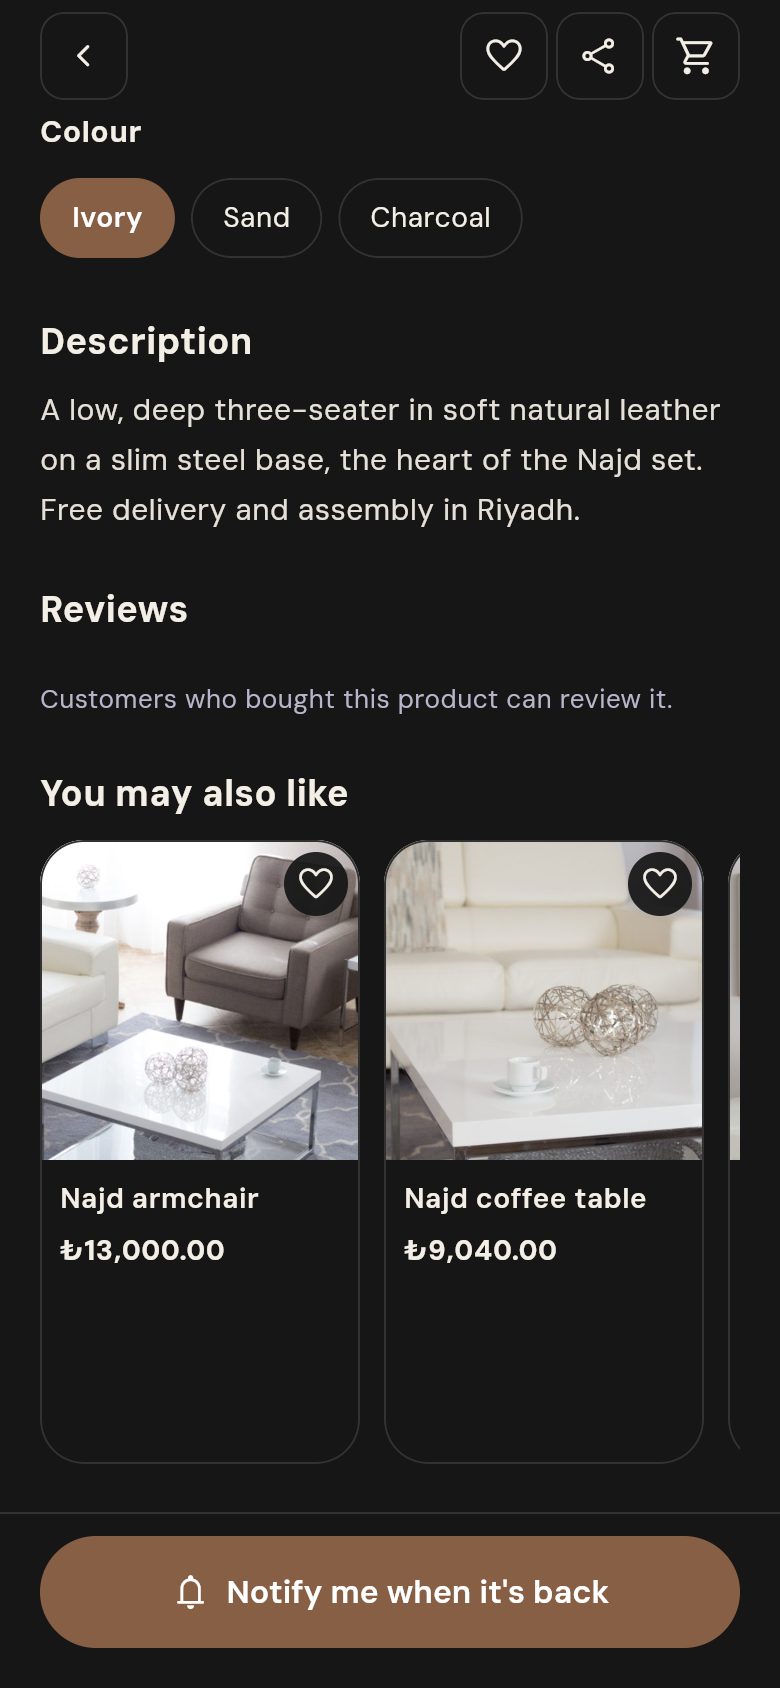 Colour
Ivory
Sand
Charcoal
Description
A low, deep three-seater in soft natural leather
on a slim steel base, the heart of the Najd set.
Free delivery and assembly in Riyadh.
Reviews
Customers who bought this product can review it.
You may also like
Najd armchair
₺13,000.00
Najd coffee table
₺9,040.00
Notify me when it's back